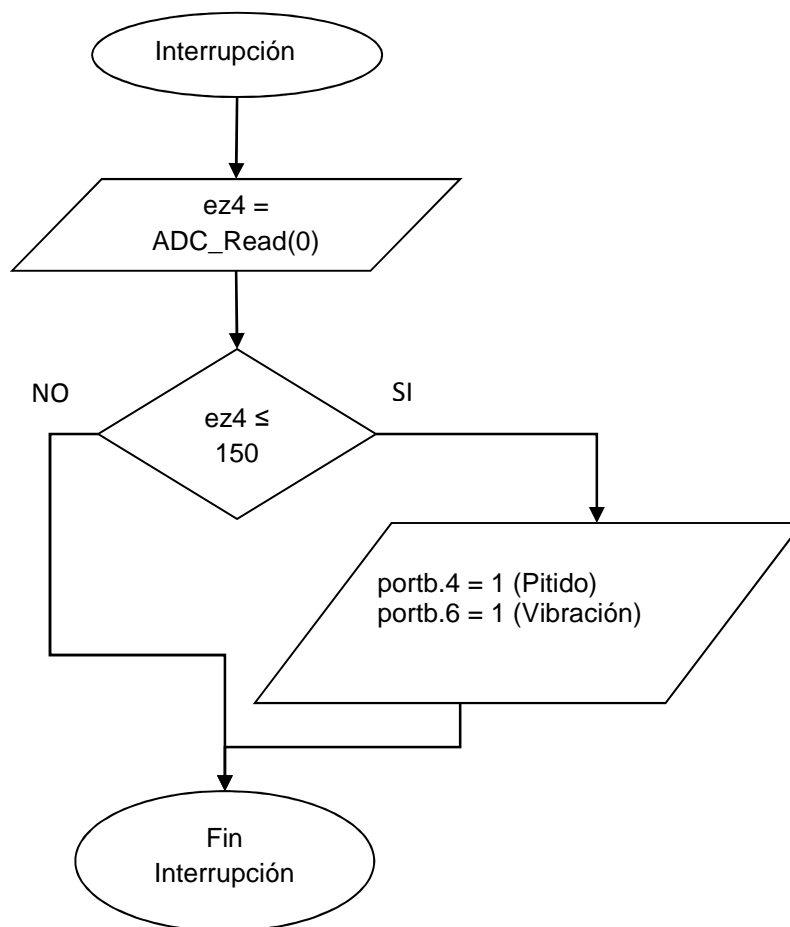 Interrupción
ez4 =
ADC_Read(0)
NO
SI
ez4 ≤
150
portb.4 = 1 (Pitido)
portb.6 = 1 (Vibración)
Fin
Interrupción